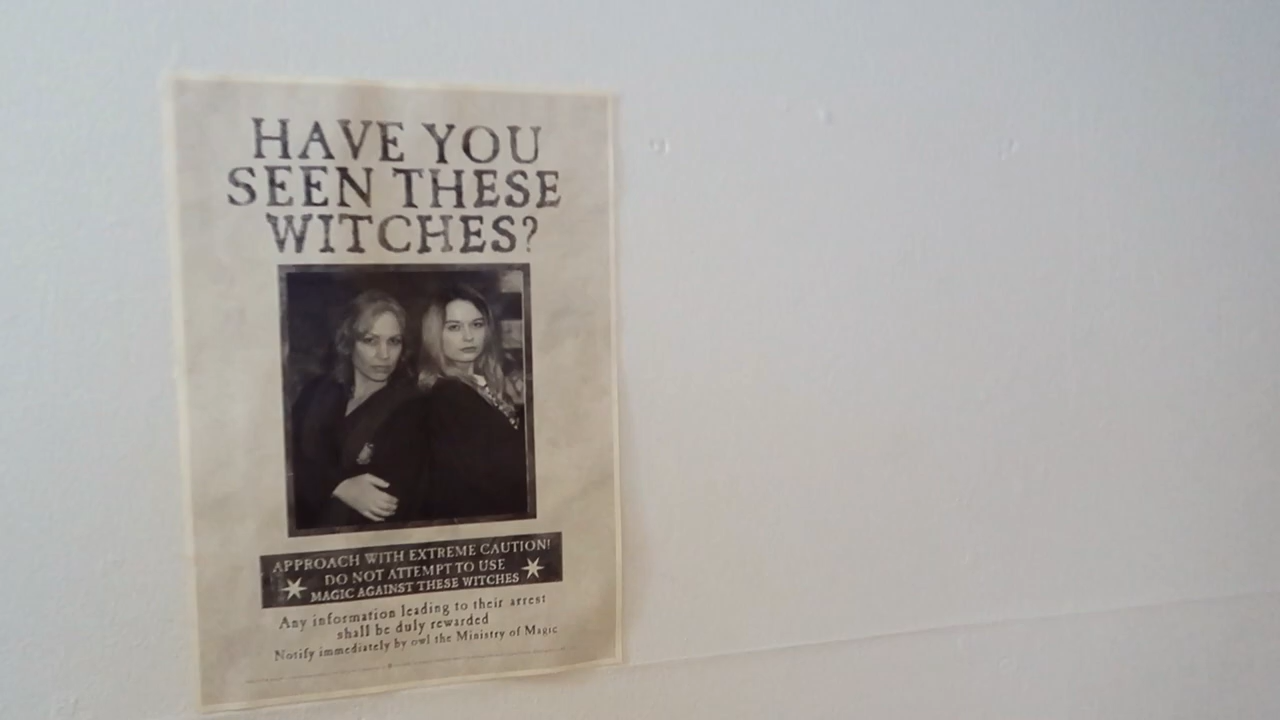 HAVE YOU
SEEN THESE
WITCHES?
APPROACH WITH EXTREME CAUTION!
DO NOT ATTEMPT TO USE
MAGIC AGAINST THESE WITCHES
Any information leading to their arrest
shall be duly rewarded
Notify immediately by owl the Ministry of Magic